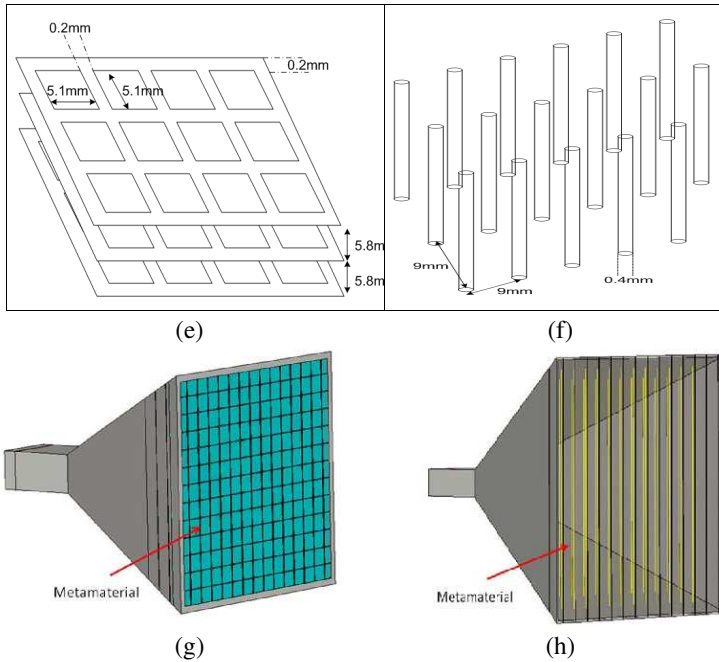 0.2mm
0.2mm
5.1mm
5.1mm
5.8m
5.8m
9mm
9mm
0.4mm
(e)
(f)
Metamaterial
Metamaterial
(g)
(h)